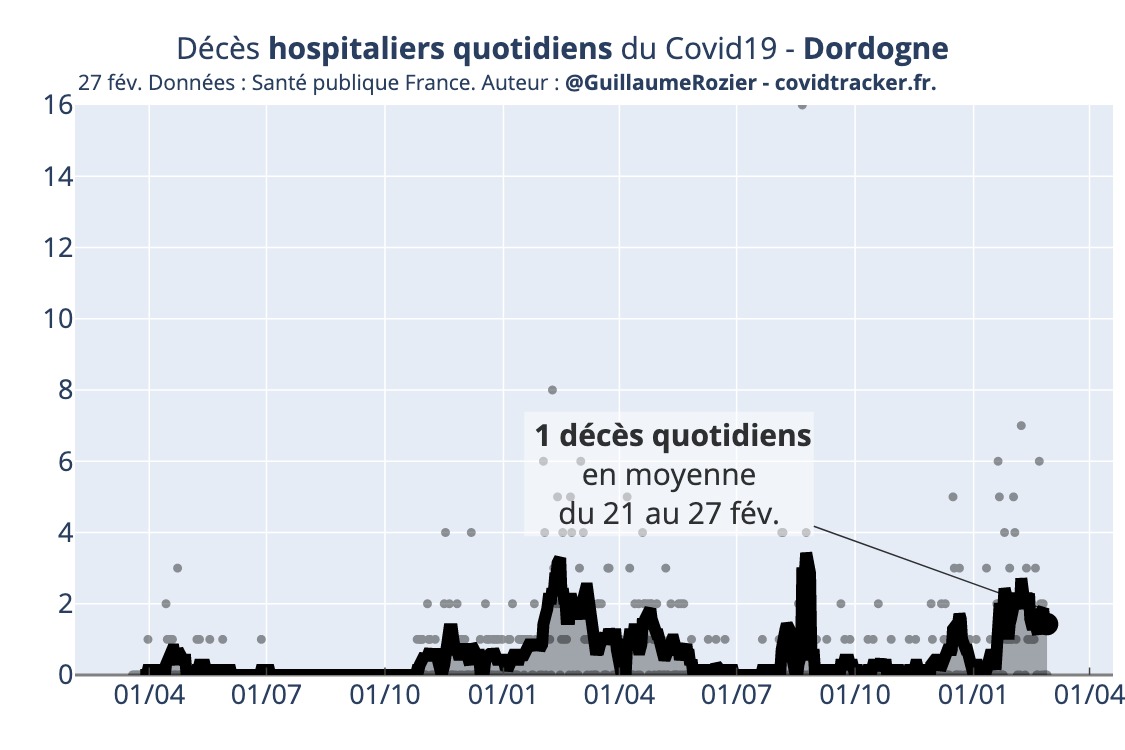 Décès hospitaliers quotidiens du Covid19 - Dordogne
27 fév. Données : Santé publique France. Auteur : @GuillaumeRozier - covidtracker.fr.
16
14
12
10
8
6
4
2
0
1 décès quotidiens
en moyenne
du 21 au 27 fév.
01/04 01/07 01/10 01/01 01/04 01/07 01/10 01/01 01/04